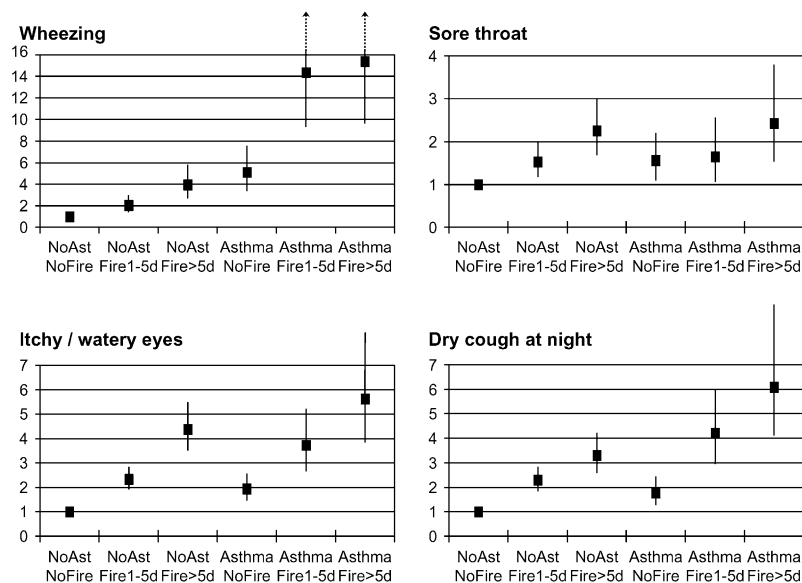 Wheezing
16
14
12
10
8
6
4
2
0
NoAst NoAst NoAst Asthma Asthma Asthma
NoFire Fire1-5d Fire>5d NoFire Fire1-5d Fire>5d
Sore throat
4
3
2
1
0
NoAst NoAst NoAst Asthma Asthma Asthma
NoFire Fire1-5d Fire>5d NoFire Fire1-5d Fire>5d
Itchy / watery eyes
7
6
5
4
3
2
1
0
NoAst NoAst NoAst Asthma Asthma Asthma
NoFire Fire1-5d Fire>5d NoFire Fire1-5d Fire>5d
Dry cough at night
7
6
5
4
3
2
1
0
NoAst NoAst NoAst Asthma Asthma Asthma
NoFire Fire1-5d Fire>5d NoFire Fire1-5d Fire>5d